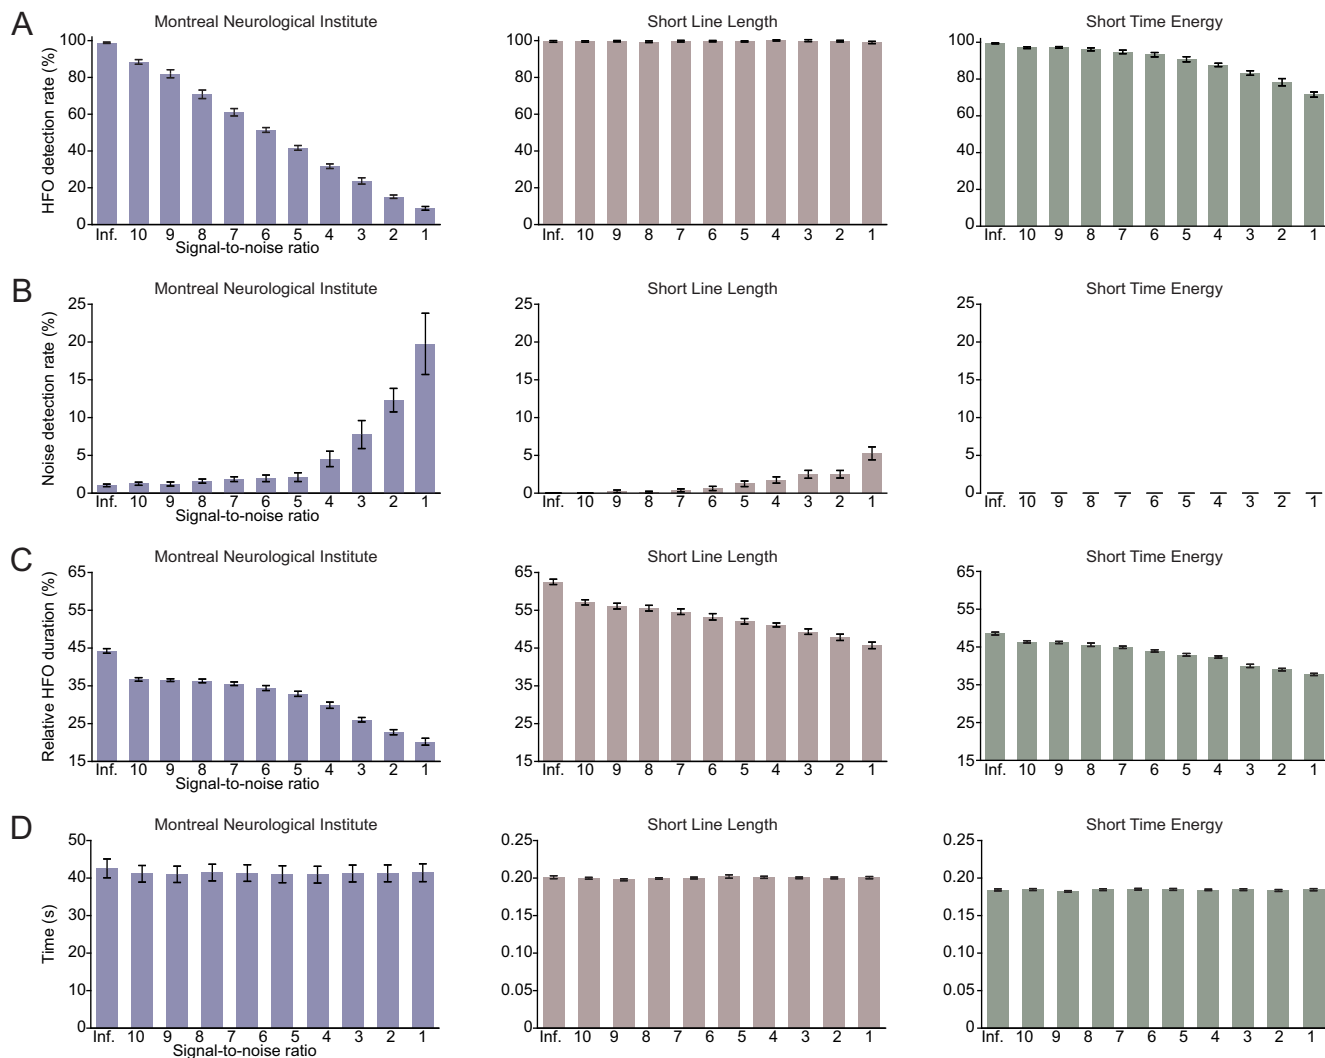 A
Montreal Neurological Institute
Short Line Length
Short Time Energy
HFO detection rate (%)
100
80
60
40
20
0
Inf. 10 9 8 7 6 5 4 3 2 1
Signal-to-noise ratio
100
80
60
40
20
0
Inf. 10 9 8 7 6 5 4 3 2 1
100
80
60
40
20
0
Inf. 10 9 8 7 6 5 4 3 2 1
B
Montreal Neurological Institute
Short Line Length
Short Time Energy
Noise detection rate (%)
25
20
15
10
5
0
Inf. 10 9 8 7 6 5 4 3 2 1
Signal-to-noise ratio
25
20
15
10
5
0
Inf. 10 9 8 7 6 5 4 3 2 1
25
20
15
10
5
0
Inf. 10 9 8 7 6 5 4 3 2 1
C
Montreal Neurological Institute
Short Line Length
Short Time Energy
Relative HFO duration (%)
65
55
45
35
25
15
Inf. 10 9 8 7 6 5 4 3 2 1
Signal-to-noise ratio
65
55
45
35
25
15
Inf. 10 9 8 7 6 5 4 3 2 1
65
55
45
35
25
15
Inf. 10 9 8 7 6 5 4 3 2 1
D
Montreal Neurological Institute
Short Line Length
Short Time Energy
Time (s)
50
40
30
20
10
0
Inf. 10 9 8 7 6 5 4 3 2 1
Signal-to-noise ratio
0.25
0.20
0.15
0.10
0.05
0
Inf. 10 9 8 7 6 5 4 3 2 1
0.25
0.20
0.15
0.10
0.05
0
Inf. 10 9 8 7 6 5 4 3 2 1